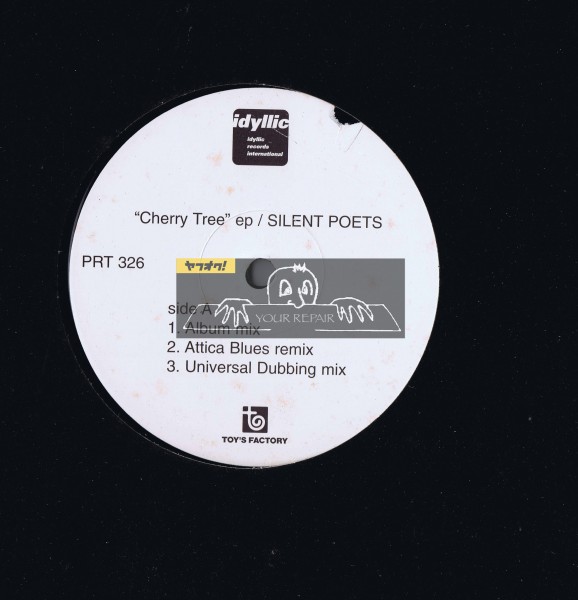 idyllic
idyllic
records
international
"Cherry Tree" ep / SILENT POETS
PRT 326
ヤフオク!
side A
YOUR REPAIR
1. Album mix
2. Attica Blues remix
3. Universal Dubbing mix
TOY'S FACTORY